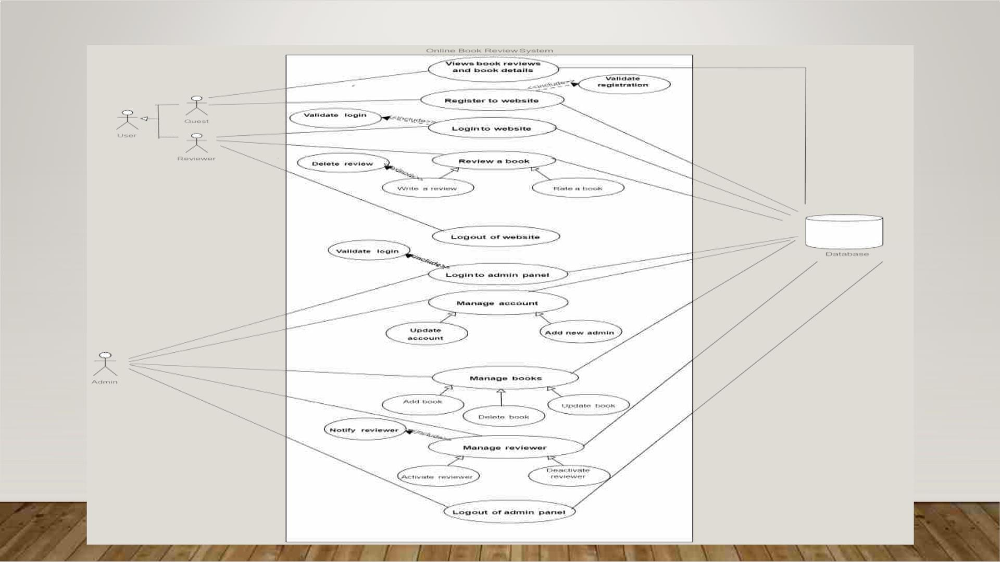 Online Book Review System
Views book reviews
and book details
<<include>>
Validate
registration
Register to website
Guest
User
Validate login
<<include>>
Login to website
Reviewer
Delete review
Review a book
<<include>>
Write a review
Rate a book
Logout of website
Validate login
<<include>>
Database
Login to admin panel
Manage account
Update
account
Add new admin
Admin
Manage books
Add book
Delete book
Update book
Notify reviewer
<<include>>
Manage reviewer
Activate reviewer
Deactivate
reviewer
Logout of admin panel